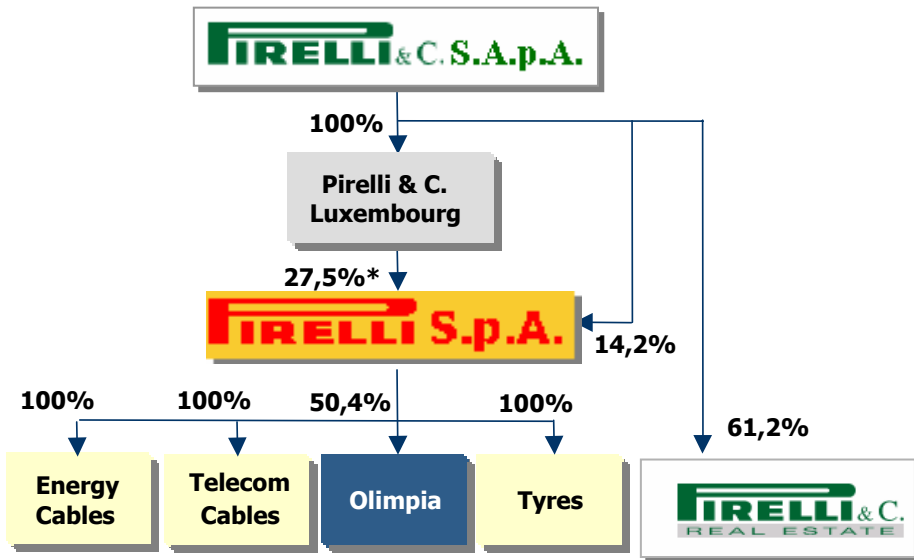 PIRELLI & C. S.A.p.A.
100%
Pirelli & C.
Luxembourg
27,5%*
PIRELLI S.p.A.
14,2%
100%
100%
50,4%
100%
61,2%
Energy
Cables
Telecom
Cables
Olimpia
Tyres
PIRELLI & C.
REAL ESTATE